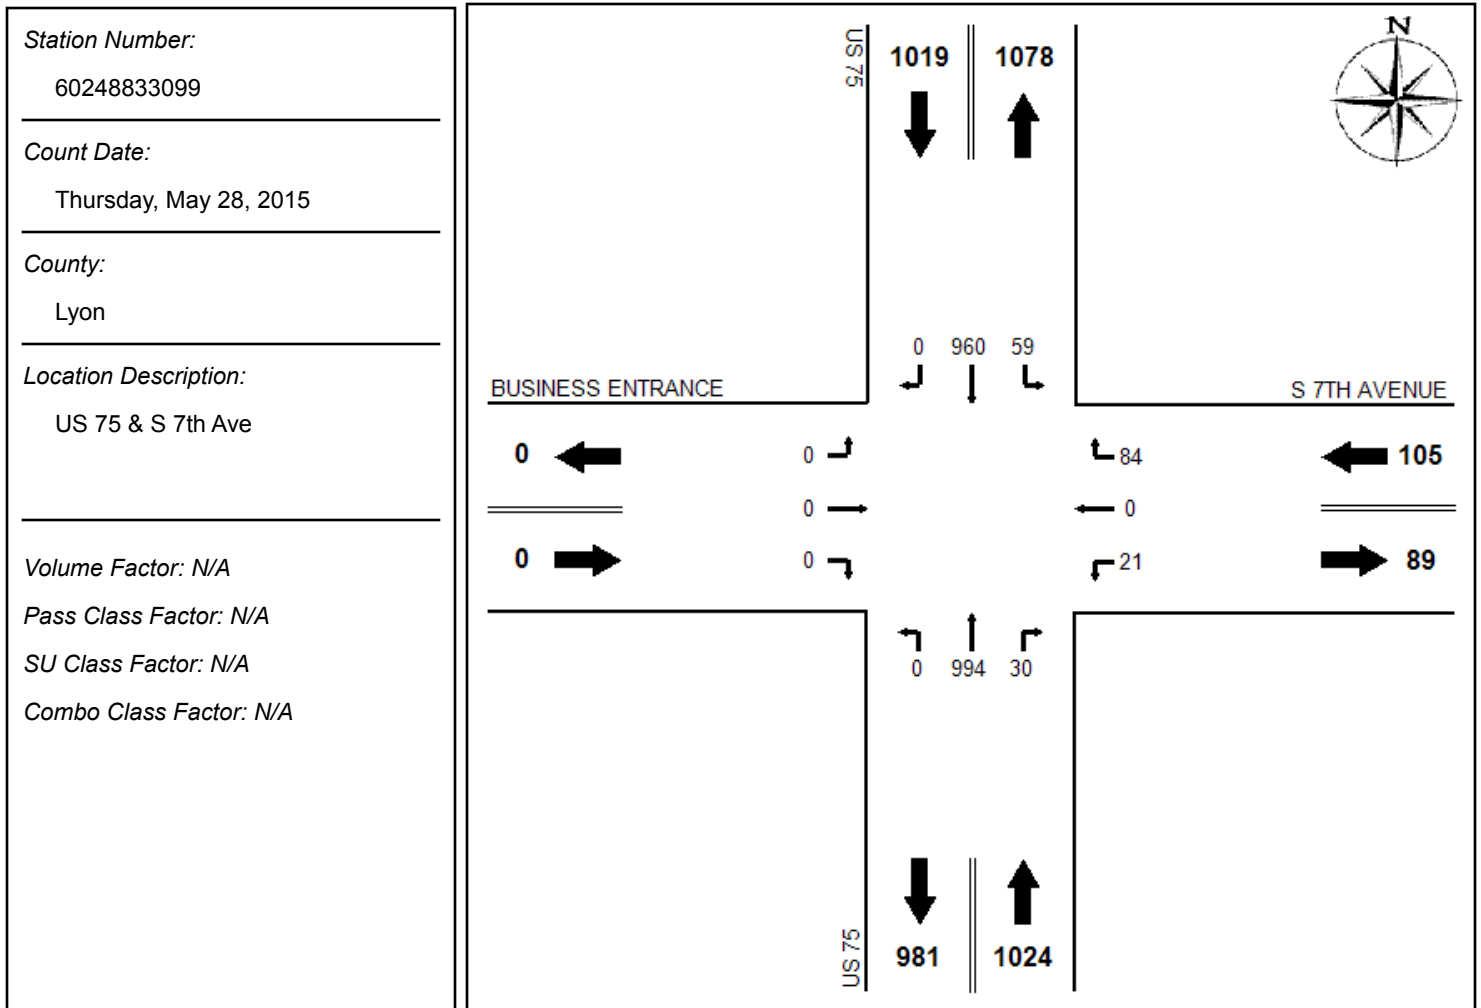 Station Number:
60248833099
Count Date:
Thursday, May 28, 2015
County:
Lyon
Location Description:
US 75 & S 7th Ave
Volume Factor: N/A
Pass Class Factor: N/A
SU Class Factor: N/A
Combo Class Factor: N/A
N
US 75
1019 1078
0 960 59
BUSINESS ENTRANCE
S 7TH AVENUE
0 0 84 105
0 0
0 0 21 89
0 994 30
US 75
981 1024